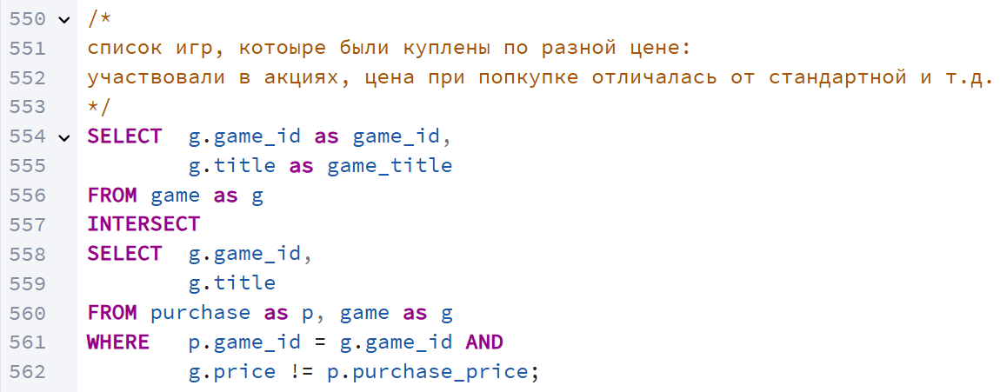 550 /*
551 список игр, котоыре были куплены по разной цене:
552 участвовали в акциях, цена при попкупке отличалась от стандартной и т.д.
553 */
554 SELECT  g.game_id as game_id,
555         g.title as game_title
556 FROM game as g
557 INTERSECT
558 SELECT  g.game_id,
559         g.title
560 FROM purchase as p, game as g
561 WHERE   p.game_id = g.game_id AND
562         g.price != p.purchase_price;